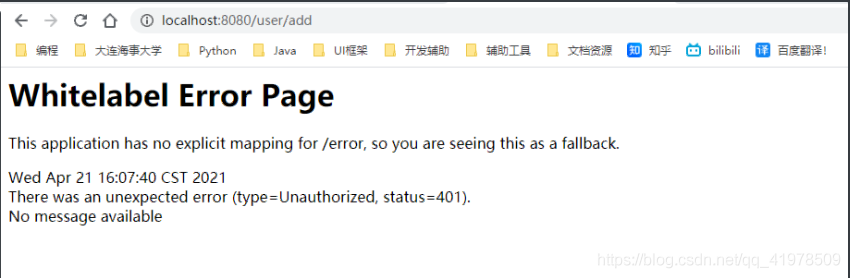 localhost:8080/user/add
编程 大连海事大学 Python Java UI框架 开发辅助 辅助工具 文档资源 知 知乎 bilibili 译 百度翻译!
Whitelabel Error Page
This application has no explicit mapping for /error, so you are seeing this as a fallback.
Wed Apr 21 16:07:40 CST 2021
There was an unexpected error (type=Unauthorized, status=401).
No message available
https://blog.csdn.net/qq_41978509